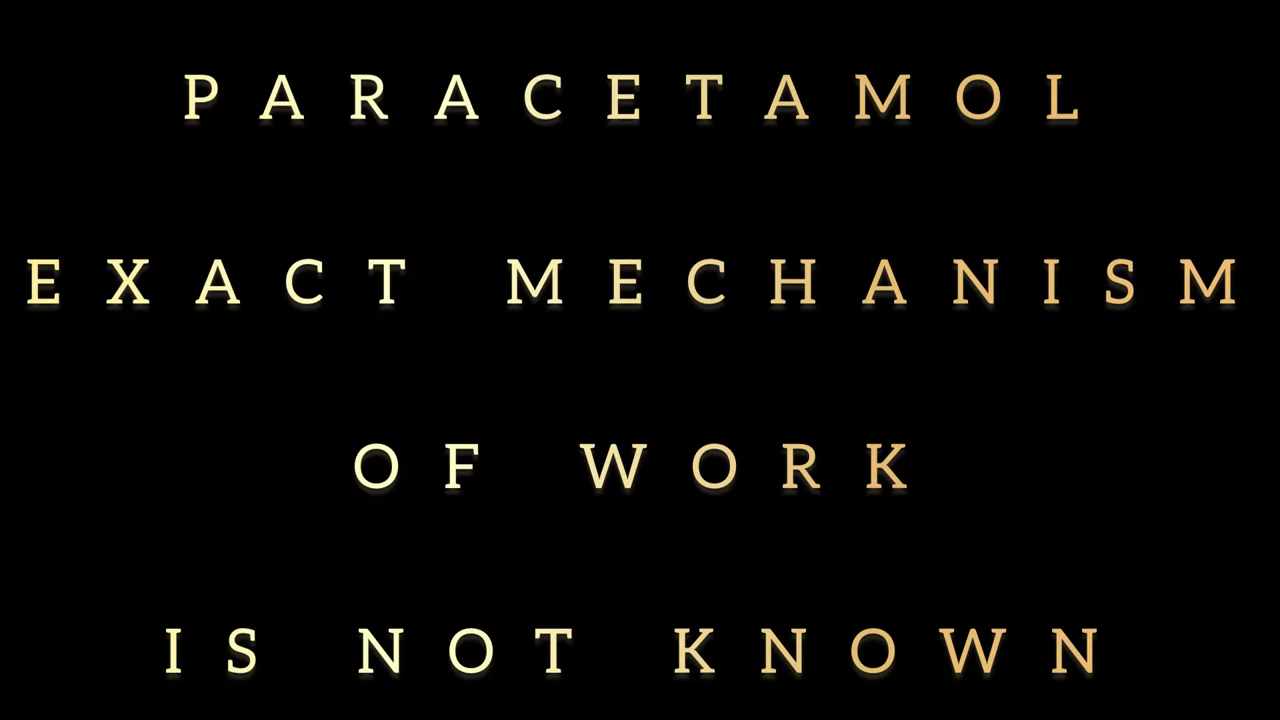 PARACETAMOL
EXACT MECHANISM
OF WORK
IS NOT KNOWN